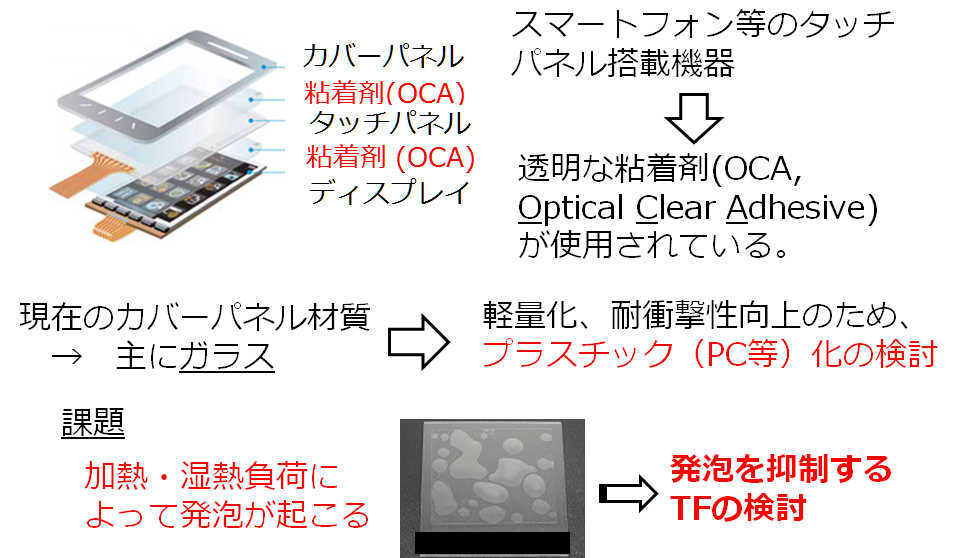 カバーパネル
粘着剤(OCA)
タッチパネル
粘着剤 (OCA)
ディスプレイ
スマートフォン等のタッチ
パネル搭載機器
透明な粘着剤(OCA,
Optical Clear Adhesive)
が使用されている。
現在のカバーパネル材質
→ 主にガラス
軽量化、耐衝撃性向上のため、
プラスチック（PC等）化の検討
課題
加熱・湿熱負荷に
よって発泡が起こる
発泡を抑制する
TFの検討